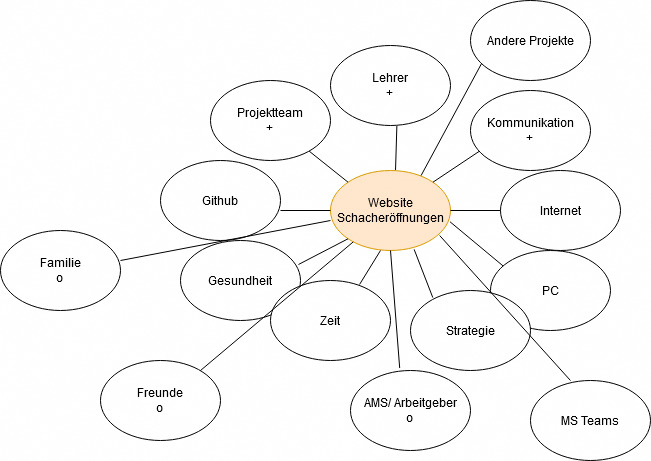 Andere Projekte
Lehrer
+
Projektteam
+
Kommunikation
+
Github
Website
Schacheröffnungen
Internet
Familie
o
Gesundheit
PC
Zeit
Strategie
Freunde
o
AMS/ Arbeitgeber
o
MS Teams